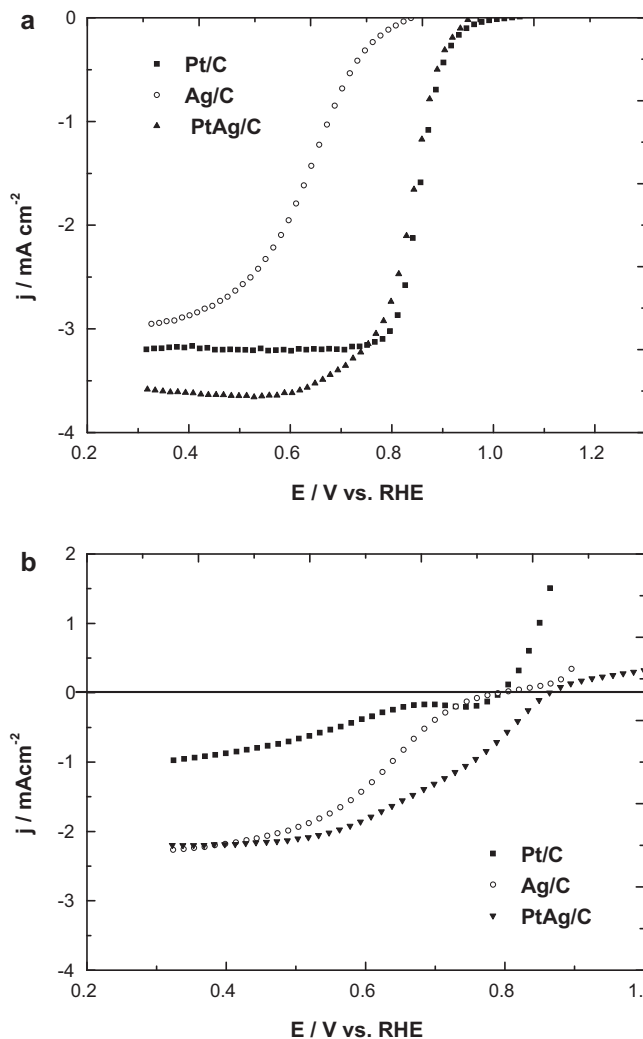 a
0
-1
-2
-3
-4
j / mA cm-2
Pt/C
Ag/C
PtAg/C
0.2 0.4 0.6 0.8 1.0 1.2
E / V vs. RHE
b
2
1
0
-1
-2
-3
-4
j / mAcm-2
Pt/C
Ag/C
PtAg/C
0.2 0.4 0.6 0.8 1.
E / V vs. RHE